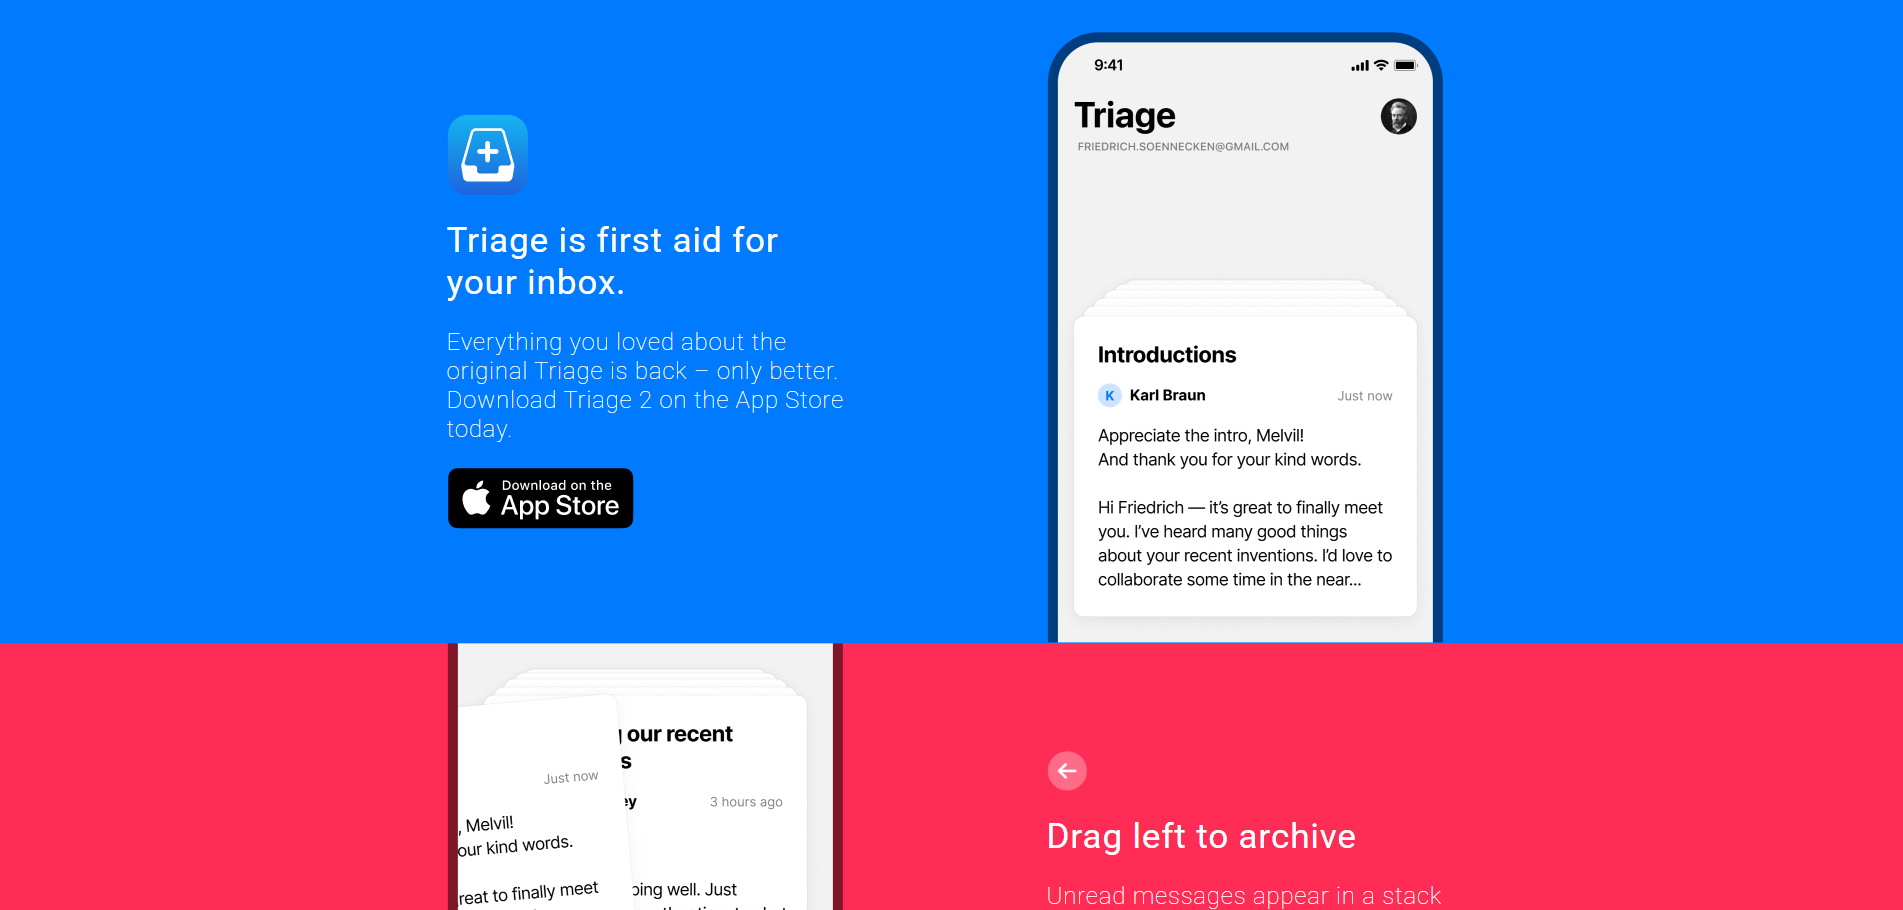 Triage is first aid for
your inbox.
Everything you loved about the
original Triage is back – only better.
Download Triage 2 on the App Store
today.
Download on the
App Store
9:41
Triage
FRIEDRICH.SOENNECKEN@GMAIL.COM
Introductions
K Karl Braun Just now
Appreciate the intro, Melvil!
And thank you for your kind words.
Hi Friedrich — it’s great to finally meet
you. I’ve heard many good things
about your recent inventions. I’d love to
collaborate some time in the near...
our recent
Just now
3 hours ago
, Melvil!
our kind words.
reat to finally meet
ping well. Just
Drag left to archive
Unread messages appear in a stack